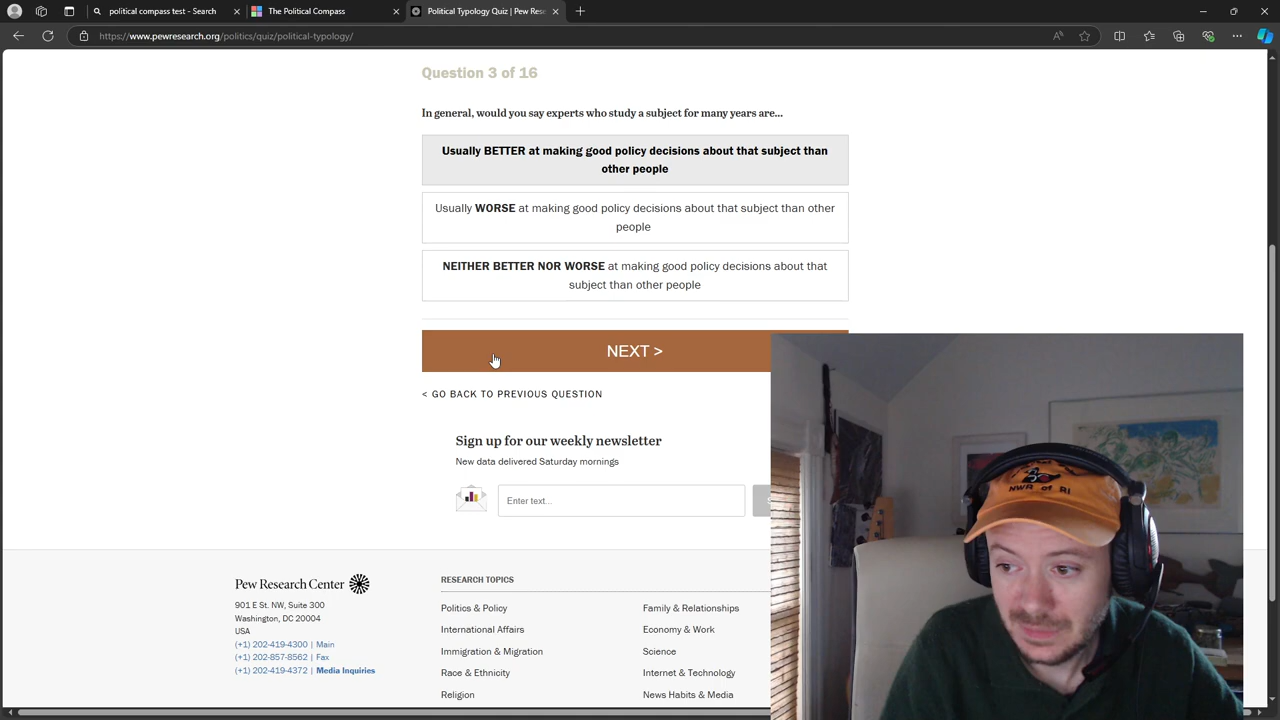 political compass test - Search
The Political Compass
Political Typology Quiz | Pew Res
https://www.pewresearch.org/politics/quiz/political-typology/
Question 3 of 16
In general, would you say experts who study a subject for many years are...
Usually BETTER at making good policy decisions about that subject than
other people
Usually WORSE at making good policy decisions about that subject than other
people
NEITHER BETTER NOR WORSE at making good policy decisions about that
subject than other people
NEXT >
< GO BACK TO PREVIOUS QUESTION
Sign up for our weekly newsletter
New data delivered Saturday mornings
Enter text...
NWR of RI
Pew Research Center
901 E St. NW, Suite 300
Washington, DC 20004
USA
(+1) 202-419-4300 | Main
(+1) 202-857-8562 | Fax
(+1) 202-419-4372 | Media Inquiries
RESEARCH TOPICS
Politics & Policy
International Affairs
Immigration & Migration
Race & Ethnicity
Religion
Family & Relationships
Economy & Work
Science
Internet & Technology
News Habits & Media